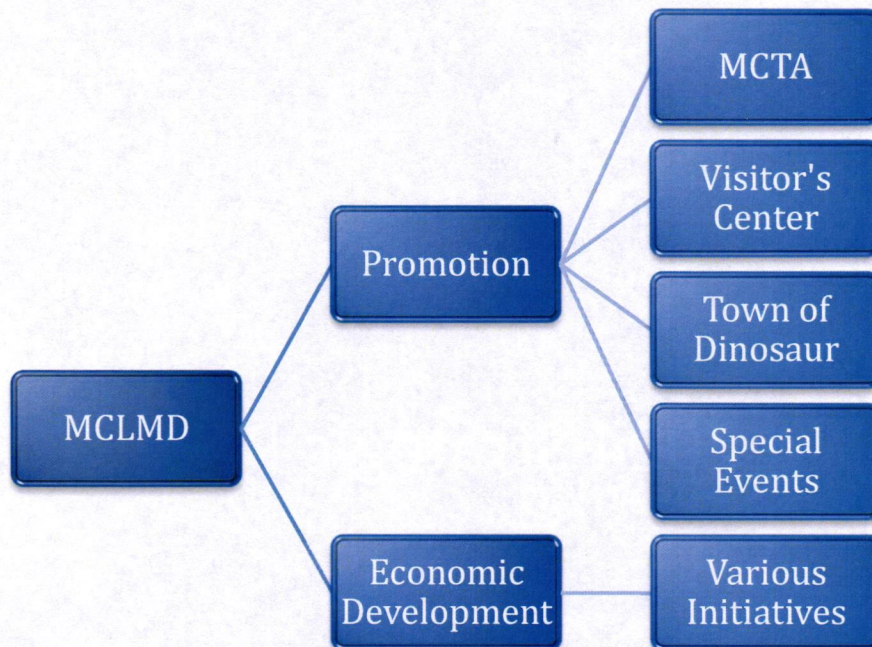 MCTA
Visitor's
Center
Promotion
Town of
Dinosaur
MCLMD
Special
Events
Economic
Development
Various
Initiatives